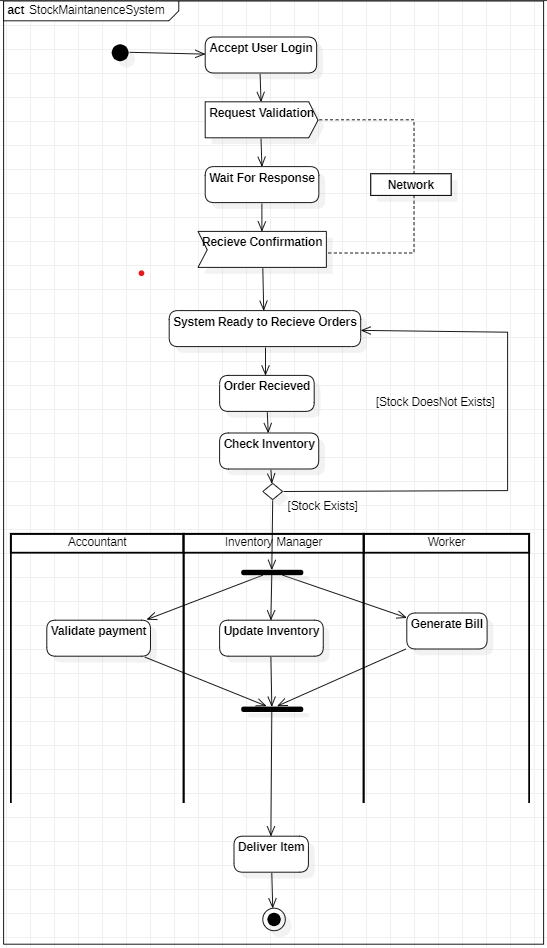 act StockMaintanenceSystem
Accept User Login
Request Validation
Wait For Response
Network
Recieve Confirmation
System Ready to Recieve Orders
Order Recieved
[Stock DoesNot Exists]
Check Inventory
[Stock Exists]
Accountant
Inventory Manager
Worker
Validate payment
Update Inventory
Generate Bill
Deliver Item